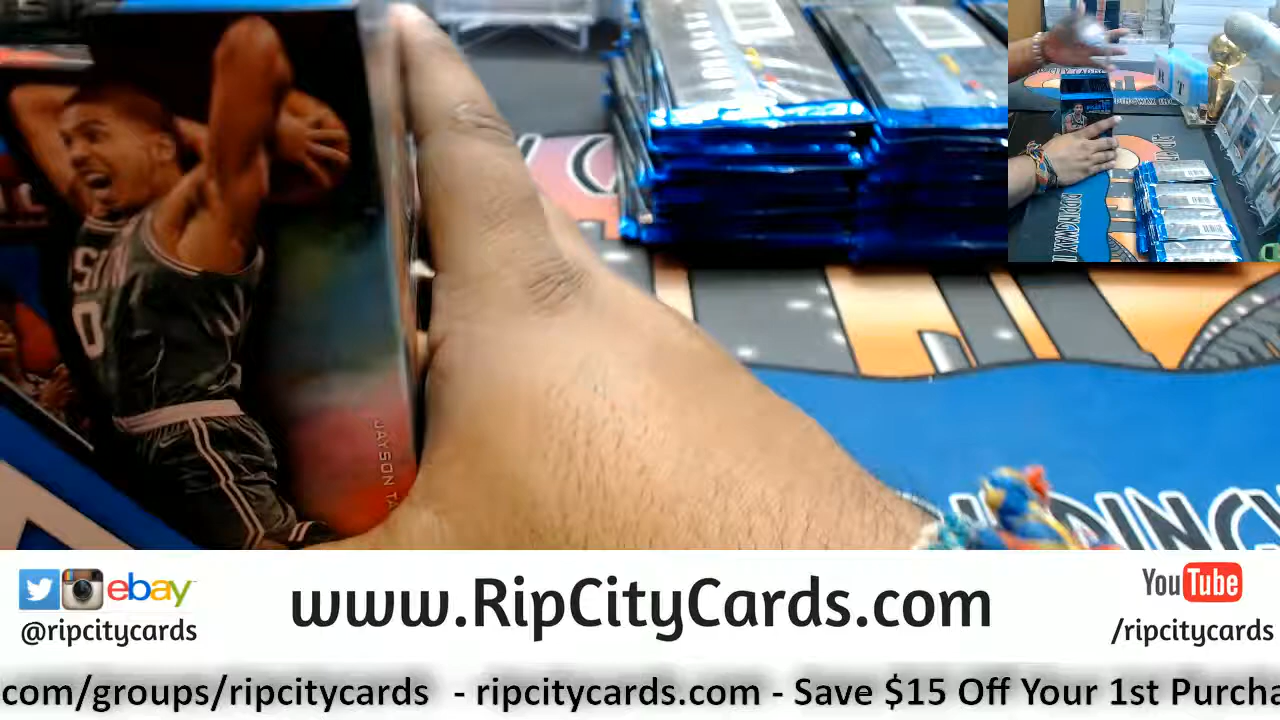 JAYSON TA
0
ebay
@ripcitycards
www.RipCityCards.com
YouTube
/ripcitycards
com/groups/ripcitycards - ripcitycards.com - Save $15 Off Your 1st Purcha